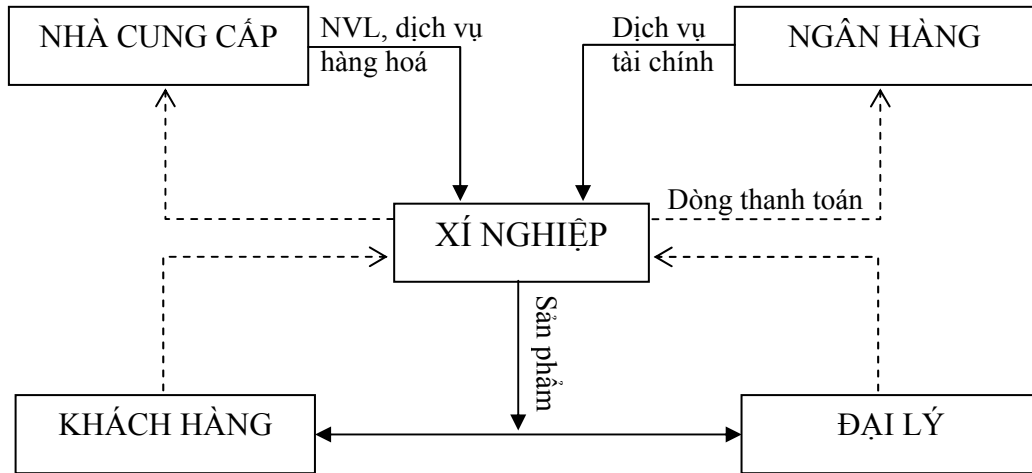 NHÀ CUNG CẤP
NVL, dịch vụ
hàng hoá
Dịch vụ
tài chính
NGÂN HÀNG
Dòng thanh toán
XÍ NGHIỆP
Sản phẩm
KHÁCH HÀNG
ĐẠI LÝ